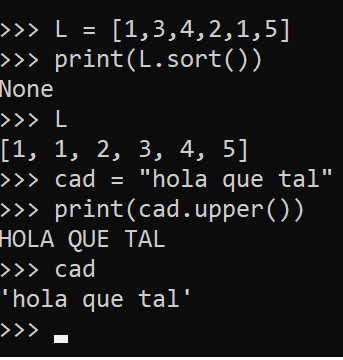 >>> L = [1,3,4,2,1,5]
>>> print(L.sort())
None
>>> L
[1, 1, 2, 3, 4, 5]
>>> cad = "hola que tal"
>>> print(cad.upper())
HOLA QUE TAL
>>> cad
'hola que tal'
>>>